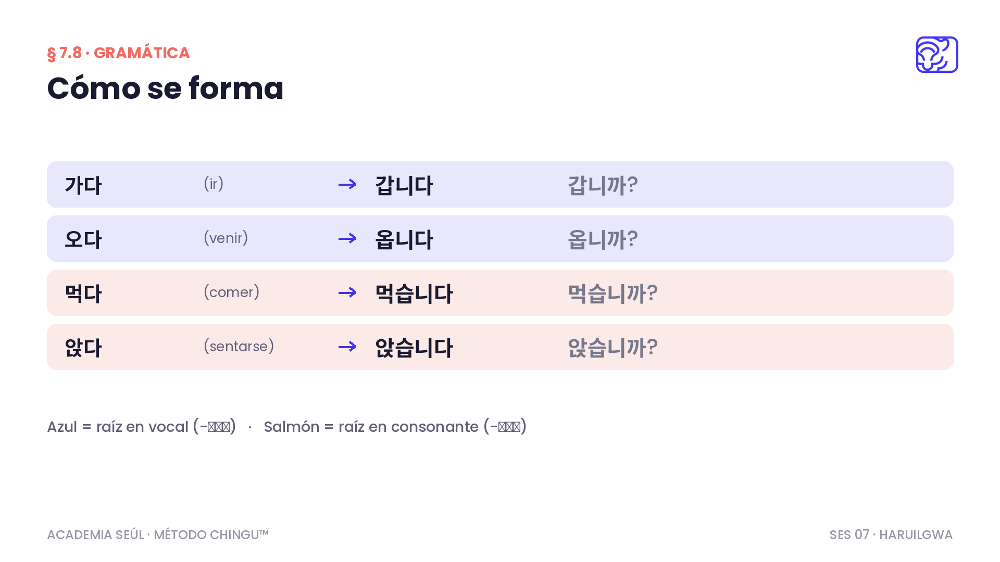 § 7.8 · GRAMÁTICA
Cómo se forma
가다 (ir) → 갑니다 갑니까?
오다 (venir) → 옵니다 옵니까?
먹다 (comer) → 먹습니다 먹습니까?
앉다 (sentarse) → 앉습니다 앉습니까?
Azul = raíz en vocal (-□□□) · Salmón = raíz en consonante (-□□□)
ACADEMIA SEÚL · MÉTODO CHINGU™
SES 07 · HARUILGWA